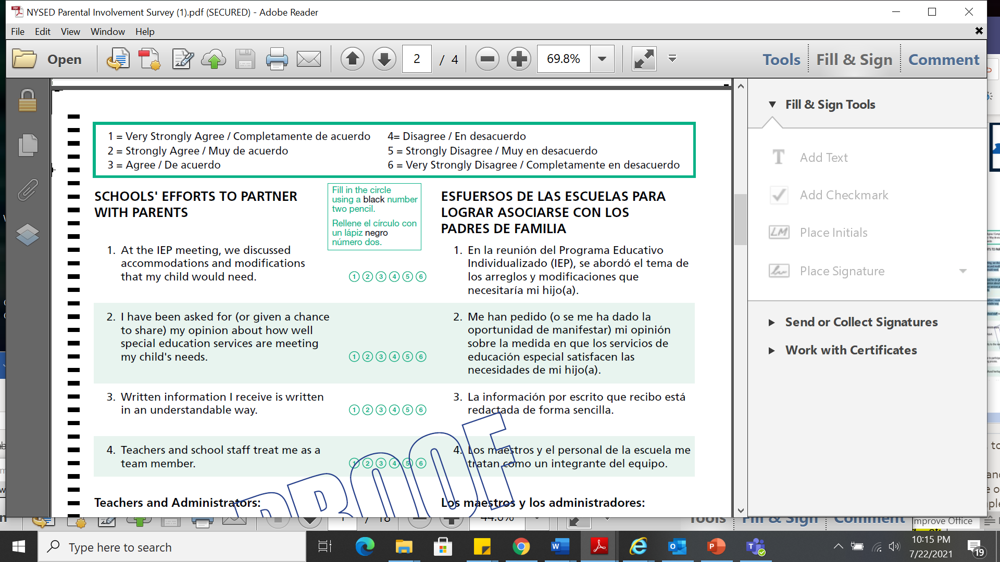 NYSED Parental Involvement Survey (1).pdf (SECURED) - Adobe Reader
File Edit View Window Help
Open 2 / 4 69.8% Tools Fill & Sign Comment
Fill & Sign Tools
Add Text
Add Checkmark
Place Initials
Place Signature
Send or Collect Signatures
Work with Certificates
1 = Very Strongly Agree / Completamente de acuerdo
2 = Strongly Agree / Muy de acuerdo
3 = Agree / De acuerdo
4= Disagree / En desacuerdo
5 = Strongly Disagree / Muy en desacuerdo
6 = Very Strongly Disagree / Completamente en desacuerdo
SCHOOLS' EFFORTS TO PARTNER
WITH PARENTS
Fill in the circle
using a black number
two pencil.
Rellene el círculo con
un lápiz negro
número dos.
ESFUERSOS DE LAS ESCUELAS PARA
LOGRAR ASOCIARSE CON LOS
PADRES DE FAMILIA
1. At the IEP meeting, we discussed
accommodations and modifications
that my child would need.
1 2 3 4 5 6
1. En la reunión del Programa Educativo
Individualizado (IEP), se abordó el tema de
los arreglos y modificaciones que
necesitaría mi hijo(a).
2. I have been asked for (or given a chance
to share) my opinion about how well
special education services are meeting
my child's needs.
1 2 3 4 5 6
2. Me han pedido (o se me ha dado la
oportunidad de manifestar) mi opinión
sobre la medida en que los servicios de
educación especial satisfacen las
necesidades de mi hijo(a).
3. Written information I receive is written
in an understandable way.
1 2 3 4 5 6
3. La información por escrito que recibo está
redactada de forma sencilla.
4. Teachers and school staff treat me as a
team member.
1 2 3 4 5 6
4. Los maestros y el personal de la escuela me
tratan como un integrante del equipo.
PROOF
Teachers and Administrators:
Los maestros y los administradores:
Tools Fill & Sign Comment
mprove Office
Type here to search
10:15 PM
7/22/2021
19